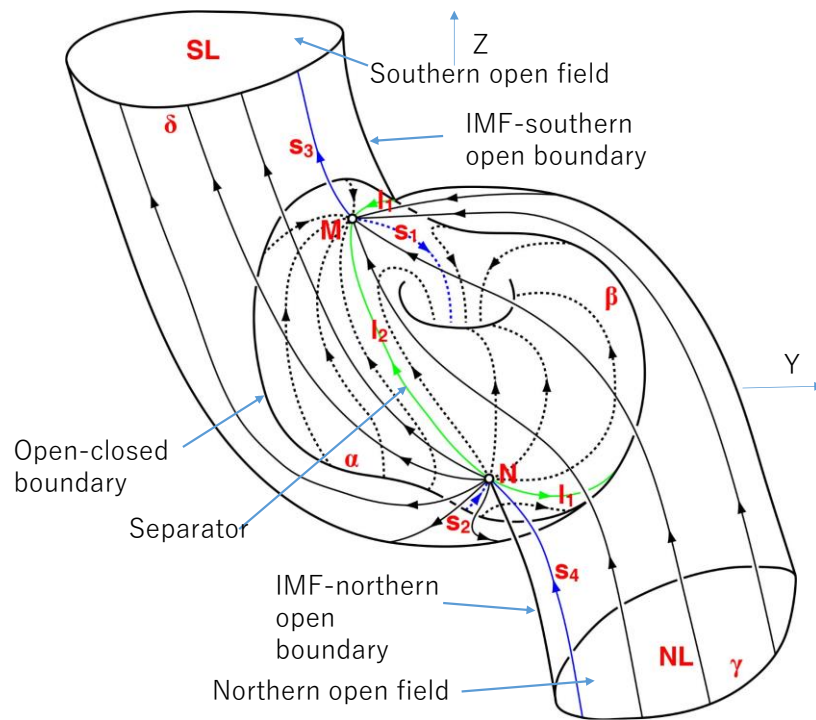 SL
Z
Southern open field
δ
IMF-southern
open boundary
s3
l1
M
s1
β
l2
Y
Open-closed
boundary
α
N
l1
Separator
s2
s4
IMF-northern
open
boundary
NL
γ
Northern open field